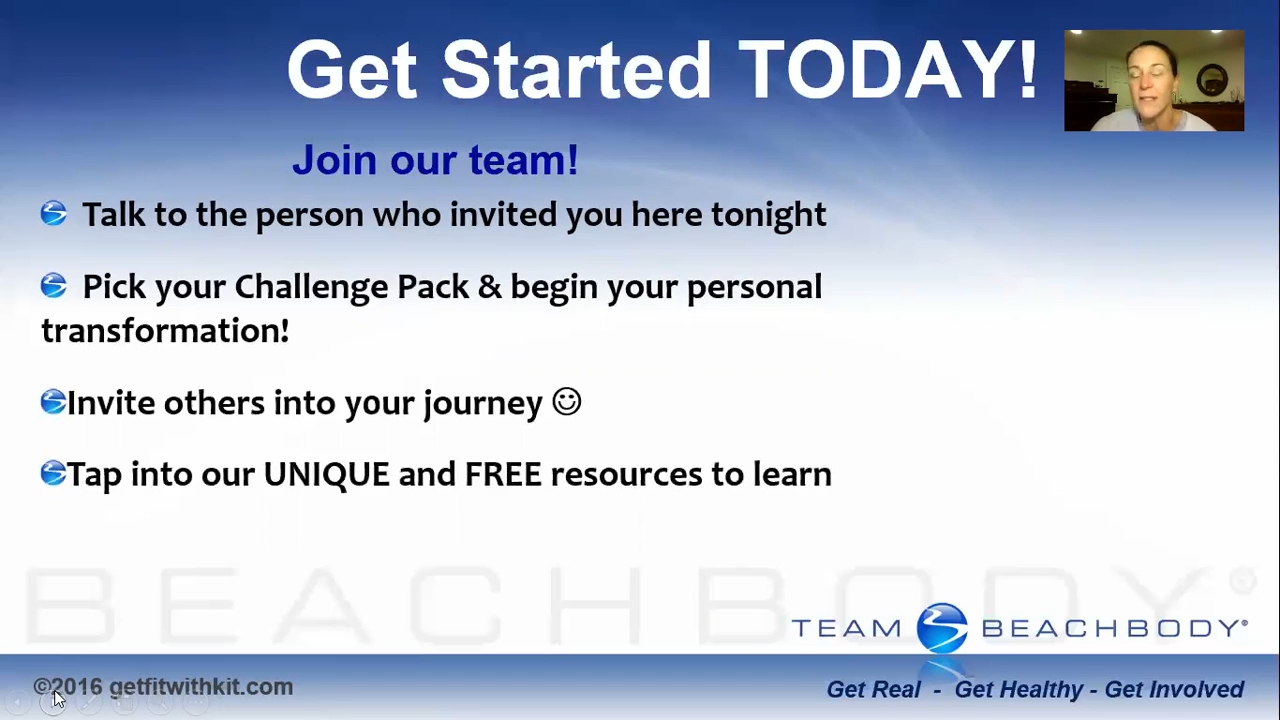 Get Started TODAY!
Join our team!
Talk to the person who invited you here tonight
Pick your Challenge Pack & begin your personal
transformation!
Invite others into y0ur journey ☺
Tap into our UNIQUE and FREE resources to learn
BEACHBODY®
TEAM BEACHBODY®
©2016 getfitwithkit.com
Get Real - Get Healthy - Get Involved